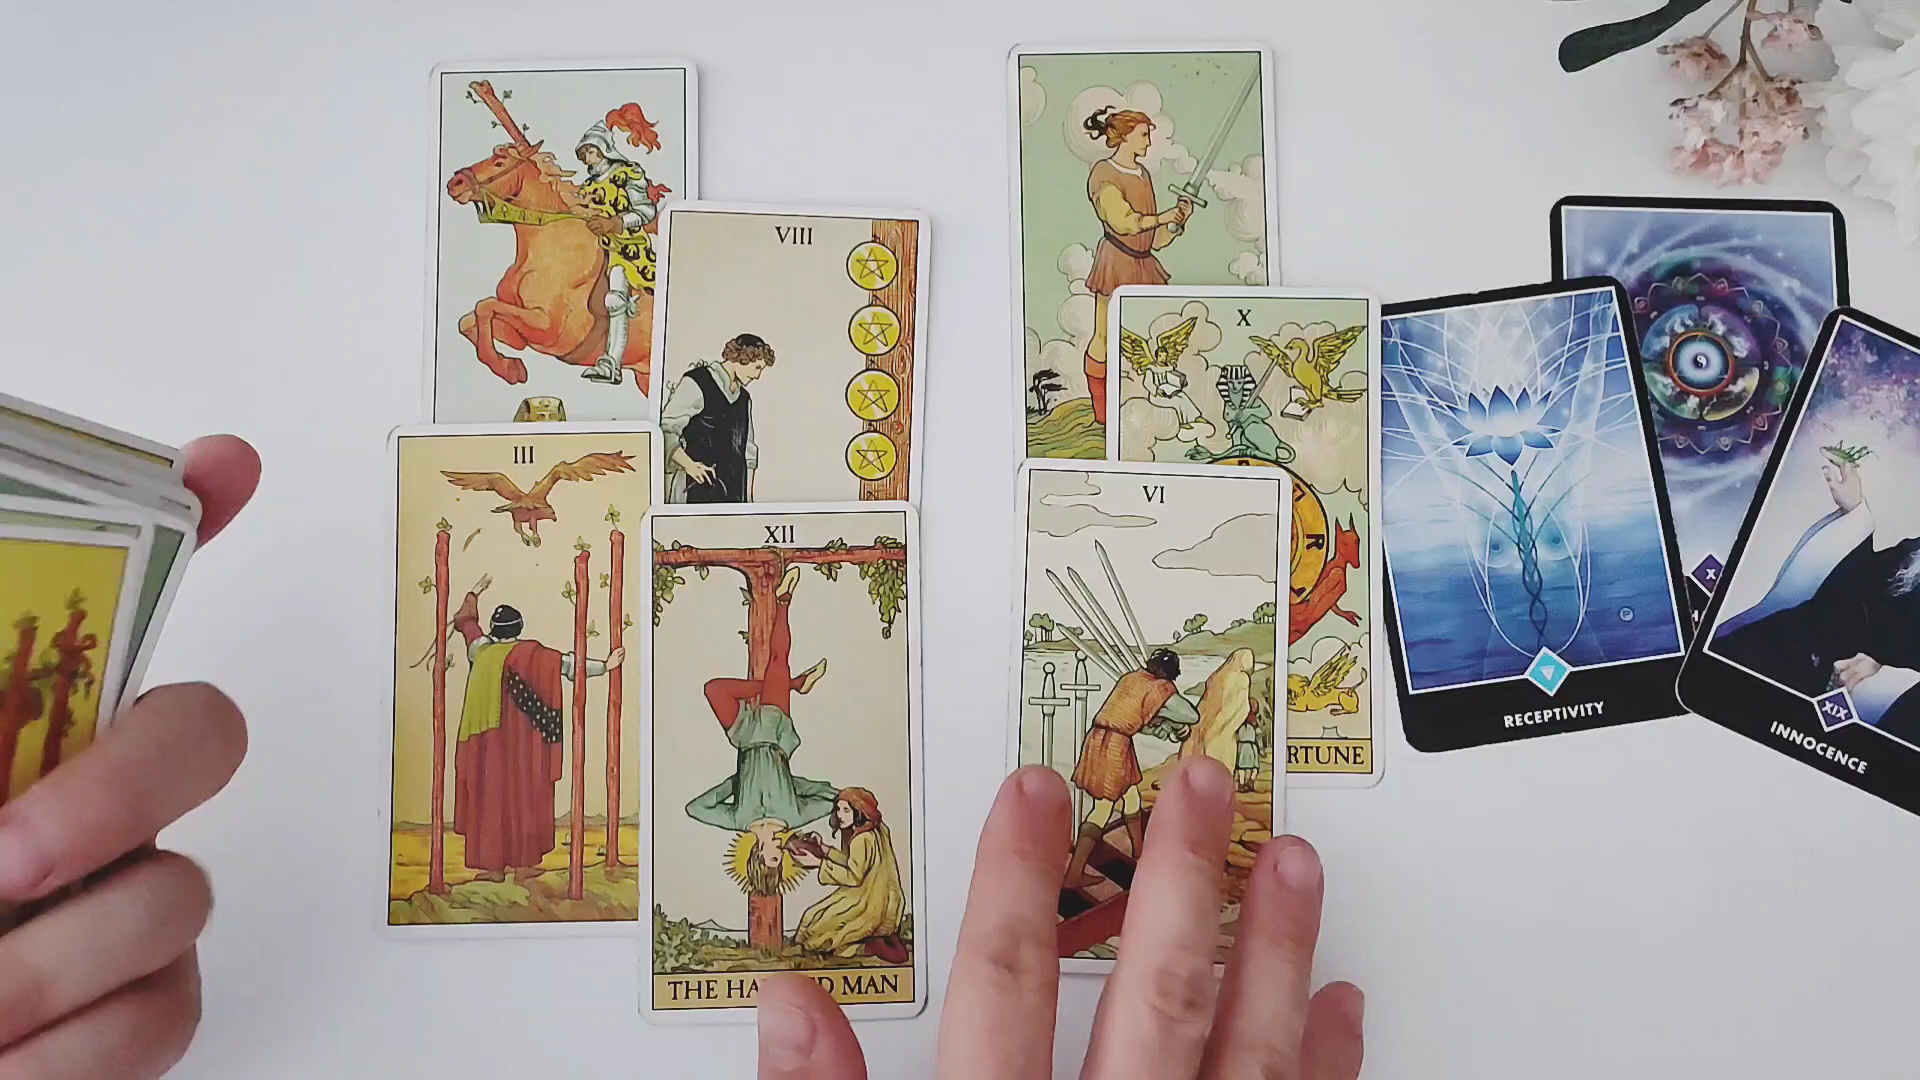 VIII
X
III
VI
XII
RTUNE
THE HA D MAN
RECEPTIVITY
X
XIX
INNOCENCE